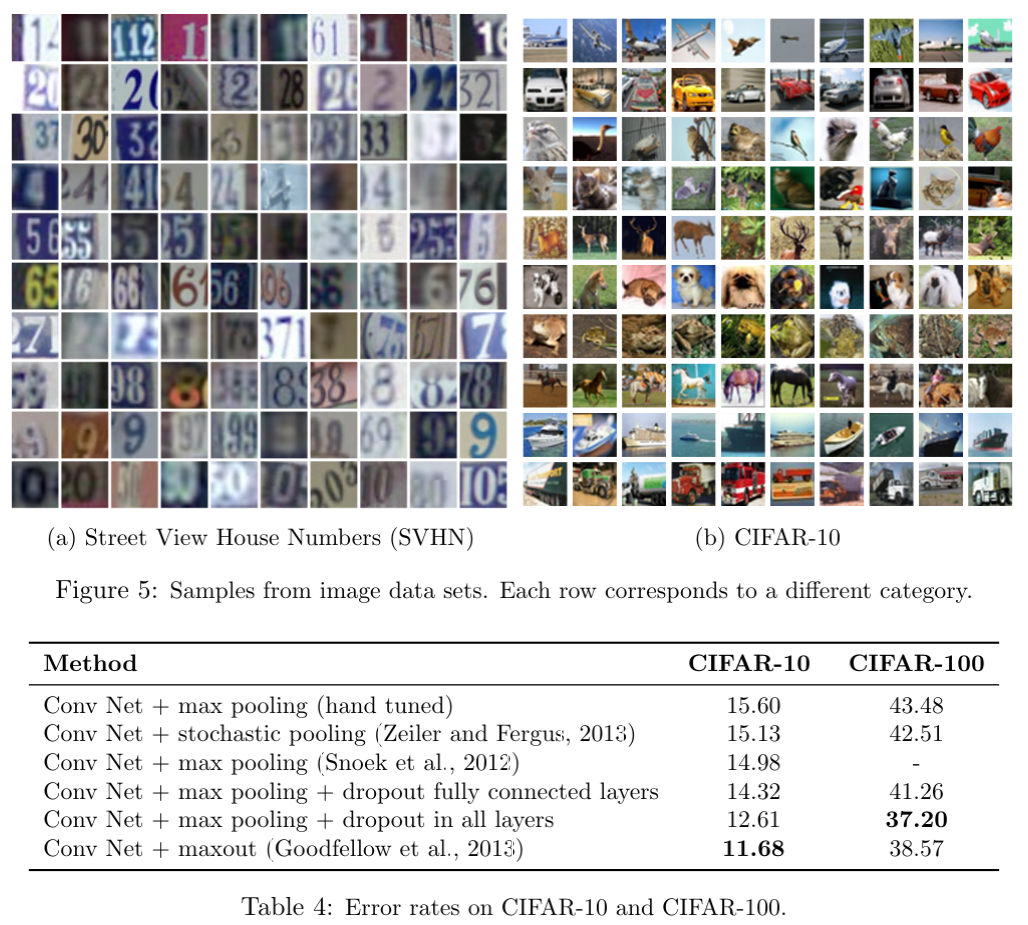 (a) Street View House Numbers (SVHN)
(b) CIFAR-10
Figure 5: Samples from image data sets. Each row corresponds to a different category.
Method CIFAR-10 CIFAR-100
Conv Net + max pooling (hand tuned) 15.60 43.48
Conv Net + stochastic pooling (Zeiler and Fergus, 2013) 15.13 42.51
Conv Net + max pooling (Snoek et al., 2012) 14.98 -
Conv Net + max pooling + dropout fully connected layers 14.32 41.26
Conv Net + max pooling + dropout in all layers 12.61 37.20
Conv Net + maxout (Goodfellow et al., 2013) 11.68 38.57
Table 4: Error rates on CIFAR-10 and CIFAR-100.